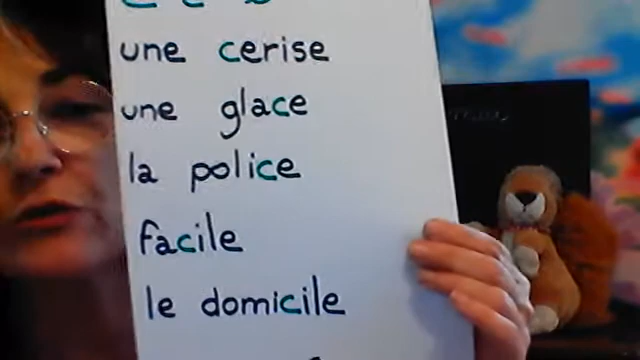 une cerise
une glace
la police
facile
le domicile